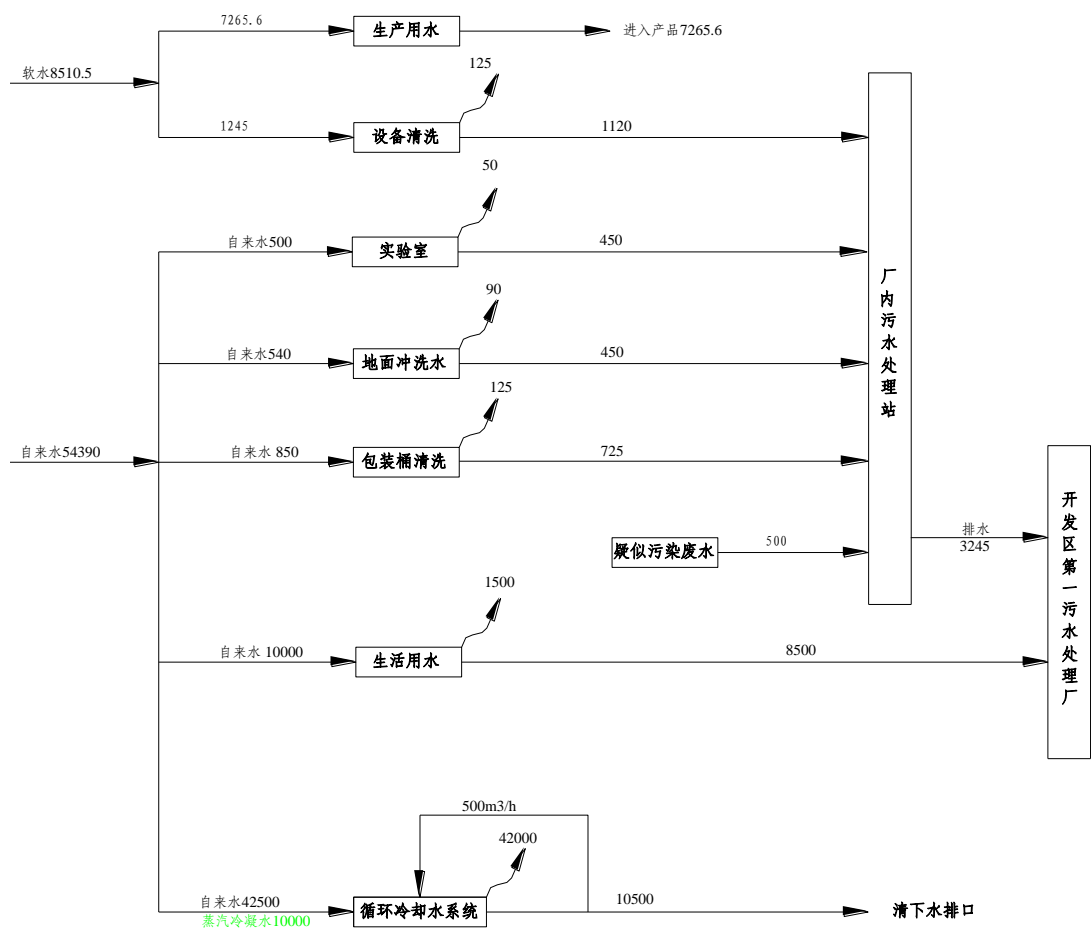 7265.6
生产用水
进入产品7265.6
软水8510.5
125
1245
设备清洗
1120
50
自来水500
实验室
450
90
自来水540
地面冲洗水
450
125
自来水54390
自来水 850
包装桶清洗
725
厂内污水处理站
疑似污染废水
500
排水
3245
开发区第一污水处理厂
1500
自来水 10000
生活用水
8500
500m3/h
42000
自来水42500
蒸汽冷凝水10000
循环冷却水系统
10500
清下水排口